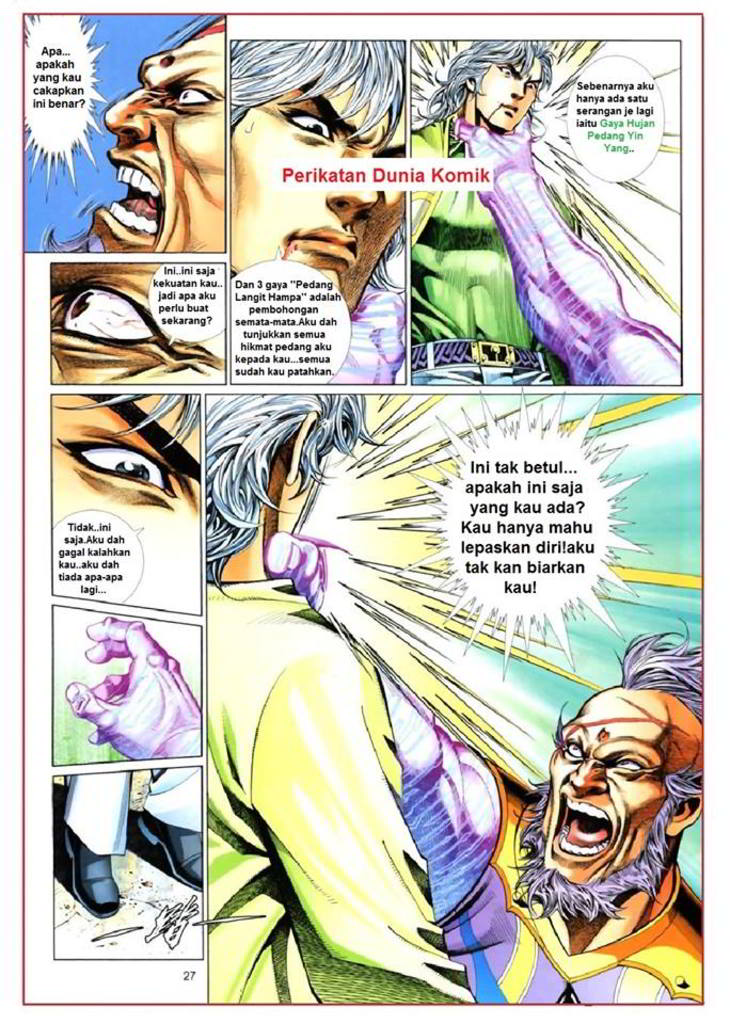 Apa...
apakah
yang kau
cakapkan
ini benar?
Sebenarnya aku
hanya ada satu
serangan je lagi
iaitu Gaya Hujan
Pedang Yin
Yang..
Perikatan Dunia Komik
Ini..ini saja
kekuatan kau..
jadi apa aku
perlu buat
sekarang?
Dan 3 gaya "Pedang
Langit Hampa" adalah
pembohongan
semata-mata.Aku dah
tunjukkan semua
hikmat pedang aku
kepada kau...semua
sudah kau patahkan.
Tidak..ini
saja.Aku dah
gagal kalahkan
kau..aku dah
tiada apa-apa
lagi...
Ini tak betul...
apakah ini saja
yang kau ada?
Kau hanya mahu
lepaskan diri!aku
tak kan biarkan
kau!
27